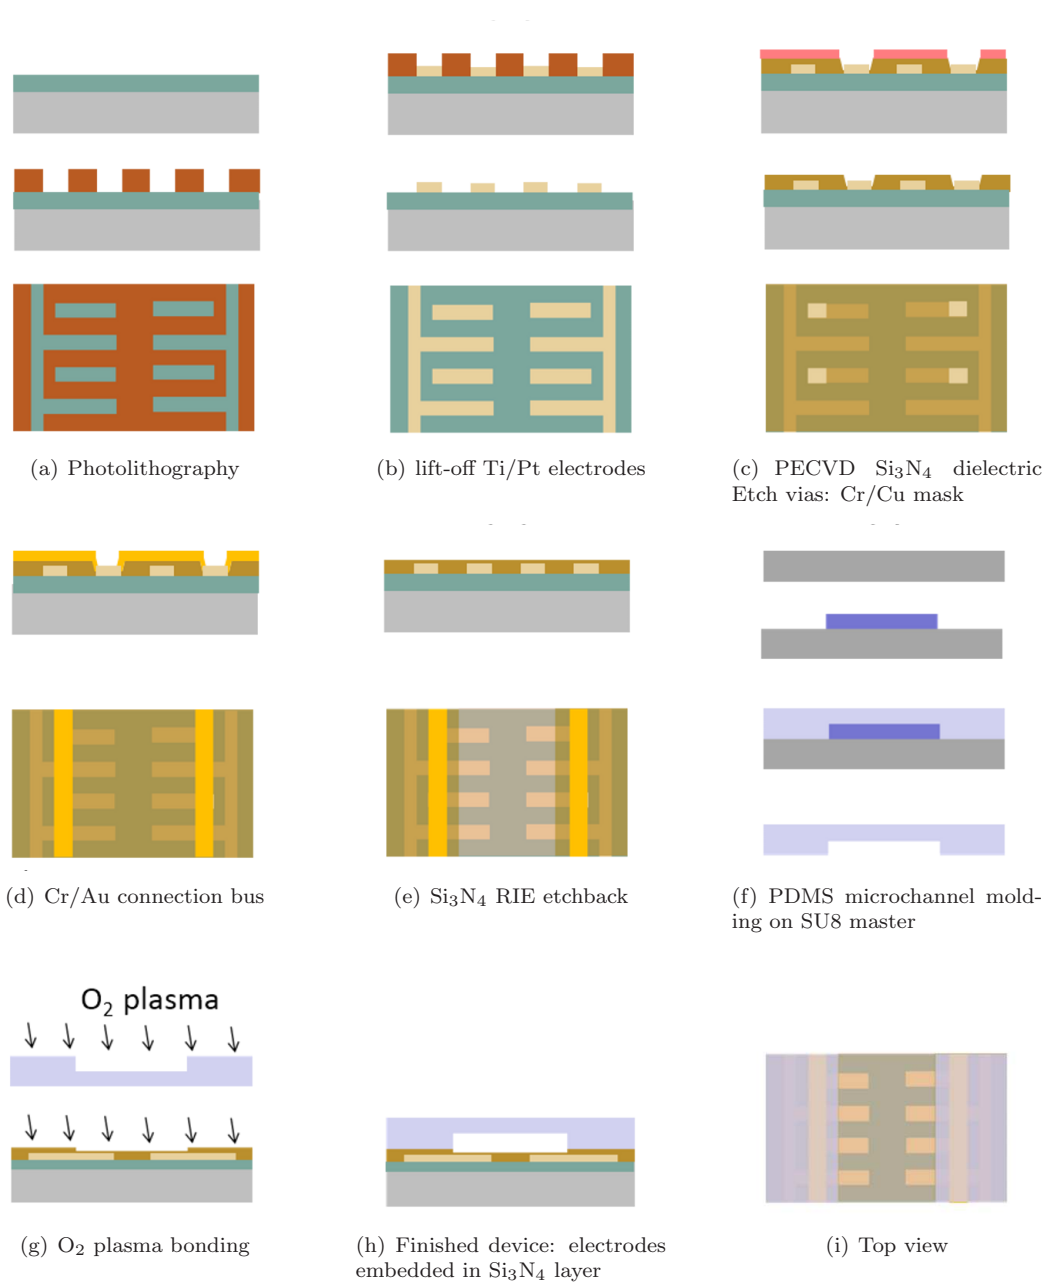 (a) Photolithography
(b) lift-off Ti/Pt electrodes
(c) PECVD Si₃N₄ dielectric
Etch vias: Cr/Cu mask
(d) Cr/Au connection bus
(e) Si₃N₄ RIE etchback
(f) PDMS microchannel mold-
ing on SU8 master
O₂ plasma
(g) O₂ plasma bonding
(h) Finished device: electrodes
embedded in Si₃N₄ layer
(i) Top view